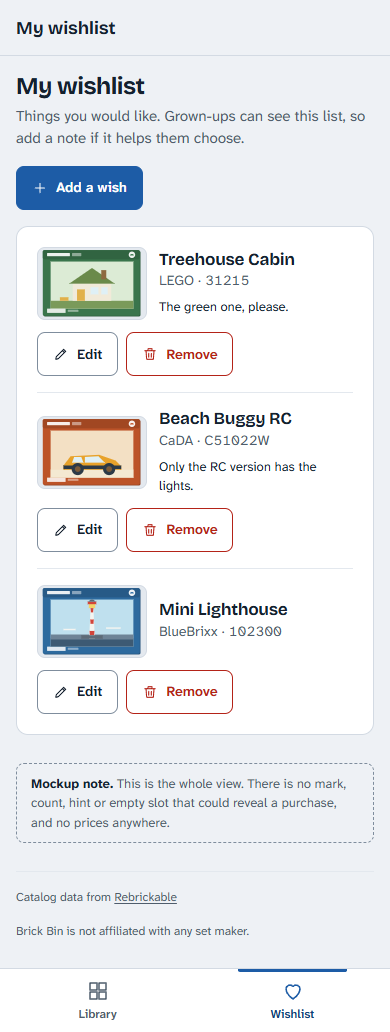 My wishlist
My wishlist
Things you would like. Grown-ups can see this list, so
add a note if it helps them choose.
Add a wish
Treehouse Cabin
LEGO · 31215
The green one, please.
Edit
Remove
Beach Buggy RC
CaDA · C51022W
Only the RC version has the
lights.
Edit
Remove
Mini Lighthouse
BlueBrixx · 102300
Edit
Remove
Mockup note. This is the whole view. There is no mark,
count, hint or empty slot that could reveal a purchase,
and no prices anywhere.
Catalog data from Rebrickable
Brick Bin is not affiliated with any set maker.
Library
Wishlist